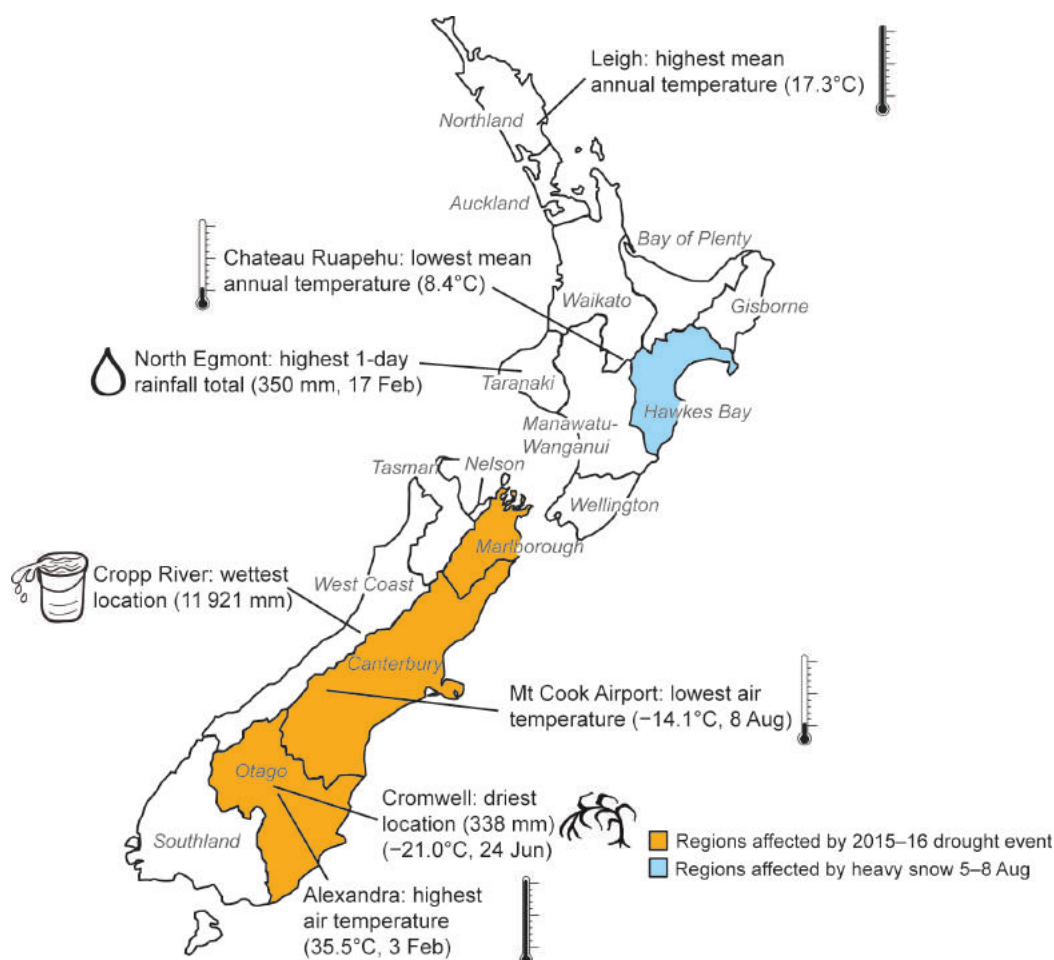 Leigh: highest mean
annual temperature (17.3°C)
Northland
Auckland
Bay of Plenty
Chateau Ruapehu: lowest mean
annual temperature (8.4°C)
Waikato
Gisborne
North Egmont: highest 1-day
rainfall total (350 mm, 17 Feb)
Taranaki
Hawkes Bay
Manawatu-
Wanganui
Tasman
Nelson
Wellington
Marlborough
Cropp River: wettest
location (11 921 mm)
West Coast
Canterbury
Mt Cook Airport: lowest air
temperature (−14.1°C, 8 Aug)
Otago
Cromwell: driest
location (338 mm)
(−21.0°C, 24 Jun)
Southland
Regions affected by 2015–16 drought event
Regions affected by heavy snow 5–8 Aug
Alexandra: highest
air temperature
(35.5°C, 3 Feb)